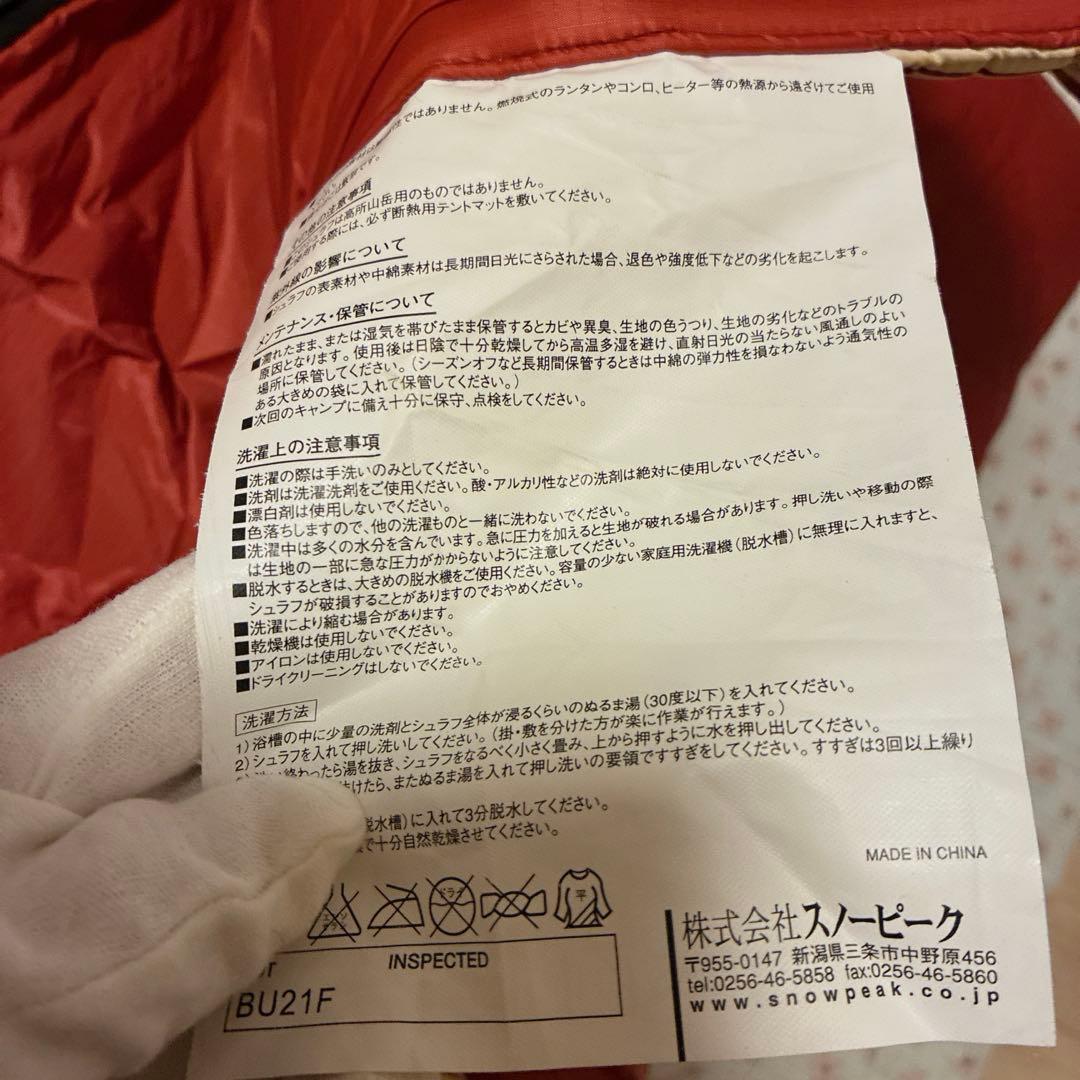 ではありません。燃焼式のランタンやコンロ、ヒーター等の熱源から遠ざけてご使用
です。
の注意事項
シュラフは高所山岳用のものではありません。
■ご使用する際には、必ず断熱用テントマットを敷いてください。
紫外線の影響について
■シュラフの表素材や中綿素材は長期間日光にさらされた場合、退色や強度低下などの劣化を起こします。
メンテナンス・保管について
■濡れたまま、または湿気を帯びたまま保管するとカビや異臭、生地の色うつり、生地の劣化などのトラブルの
原因となります。使用後は日陰で十分乾燥してから高温多湿を避け、直射日光の当たらない風通しのよい
場所に保管してください。（シーズンオフなど長期間保管するときは中綿の弾力性を損なわないよう通気性の
ある大きめの袋に入れて保管してください。）
■次回のキャンプに備え十分に保守、点検をしてください。
洗濯上の注意事項
■洗濯の際は手洗いのみとしてください。
■洗剤は洗濯洗剤をご使用ください。酸・アルカリ性などの洗剤は絶対に使用しないでください。
■漂白剤は使用しないでください。
■色落ちしますので、他の洗濯ものと一緒に洗わないでください。
■洗濯中は多くの水分を含んでいます。急に圧力を加えると生地が破れる場合があります。押し洗いや移動の際
は生地の一部に急な圧力がかからないように注意してください。
■脱水するときは、大きめの脱水機をご使用ください。容量の少ない家庭用洗濯機（脱水槽）に無理に入れますと、
シュラフが破損することがありますのでおやめください。
■洗濯により縮む場合があります。
■乾燥機は使用しないでください。
■アイロンは使用しないでください。
■ドライクリーニングはしないでください。
洗濯方法
1）浴槽の中に少量の洗剤とシュラフ全体が浸るくらいのぬるま湯（30度以下）を入れてください。
2）シュラフを入れて押し洗いしてください。（掛・敷を分けた方が楽に作業が行えます。）
終わったら湯を抜き、シュラフをなるべく小さく畳み、上から押すように水を押し出してください。
抜けたら、またぬるま湯を入れて押し洗いの要領ですすぎをしてください。すすぎは3回以上繰り
脱水槽）に入れて3分脱水してください。
で十分自然乾燥させてください。
MADE IN CHINA
エンソ
サラシ
ドライ
平
INSPECTED
BU21F
株式会社スノーピーク
〒955-0147 新潟県三条市中野原456
tel:0256-46-5858 fax:0256-46-5860
www.snowpeak.co.jp